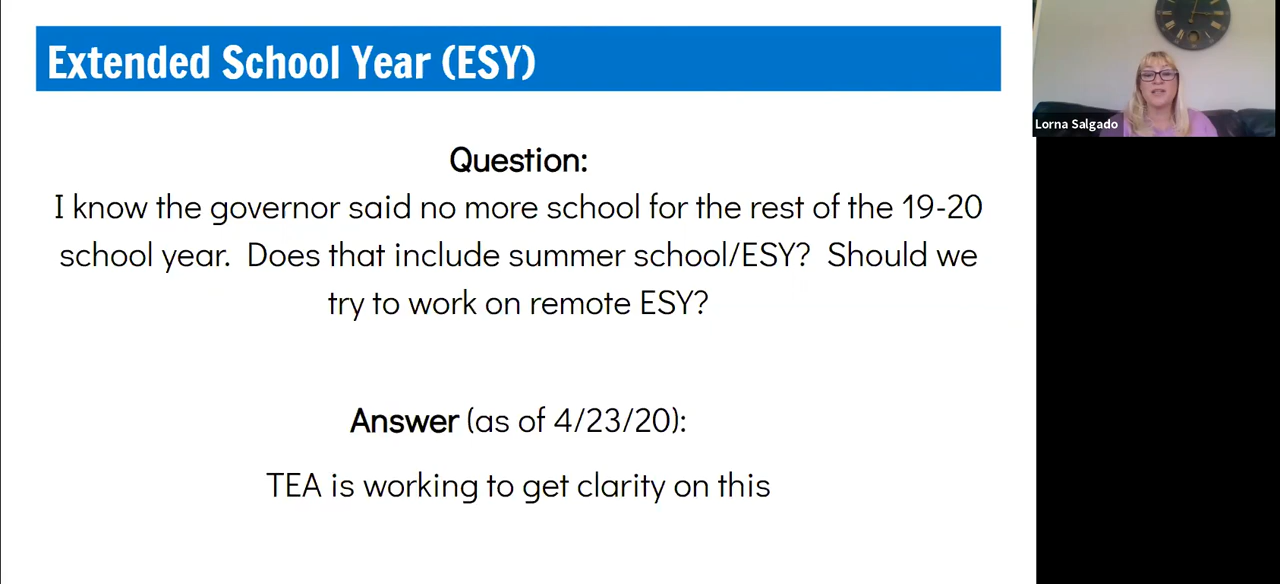 Extended School Year (ESY)
Lorna Salgado
Question:
I know the governor said no more school for the rest of the 19-20
school year.  Does that include summer school/ESY?  Should we
try to work on remote ESY?
Answer (as of 4/23/20):
TEA is working to get clarity on this